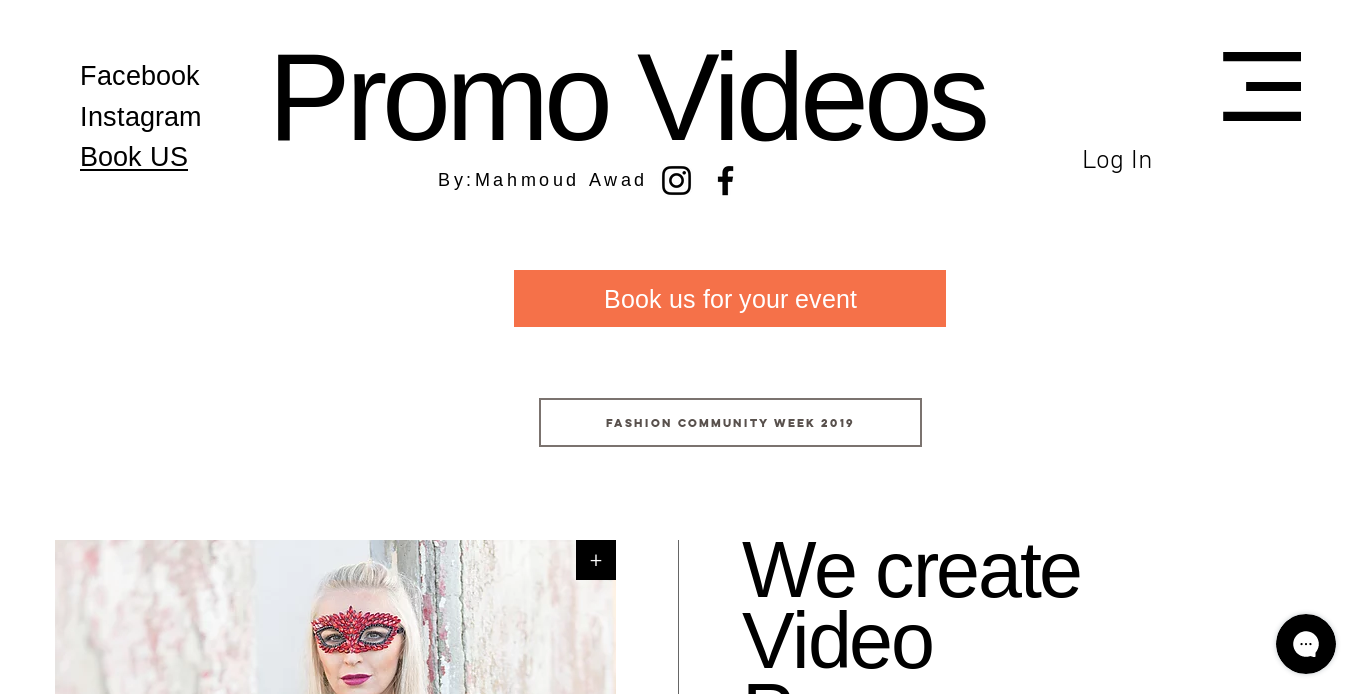 Facebook
Instagram
Book US
Promo Videos
By:Mahmoud Awad
Log In
Book us for your event
FASHION COMMUNITY WEEK 2019
+
We create
Video